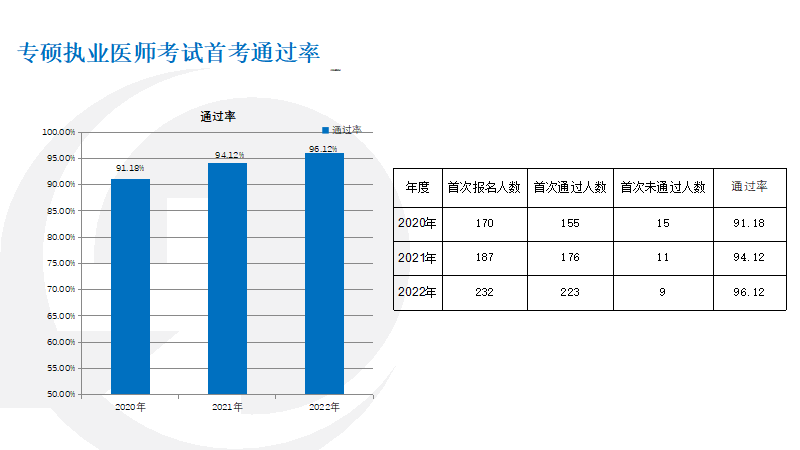 专硕执业医师考试首考通过率
通过率
通过率
100.00%
95.00%
90.00%
85.00%
80.00%
75.00%
70.00%
65.00%
60.00%
55.00%
50.00%
91.18%
94.12%
96.12%
2020年 2021年 2022年
年度 首次报名人数 首次通过人数 首次未通过人数 通过率
2020年 170 155 15 91.18
2021年 187 176 11 94.12
2022年 232 223 9 96.12